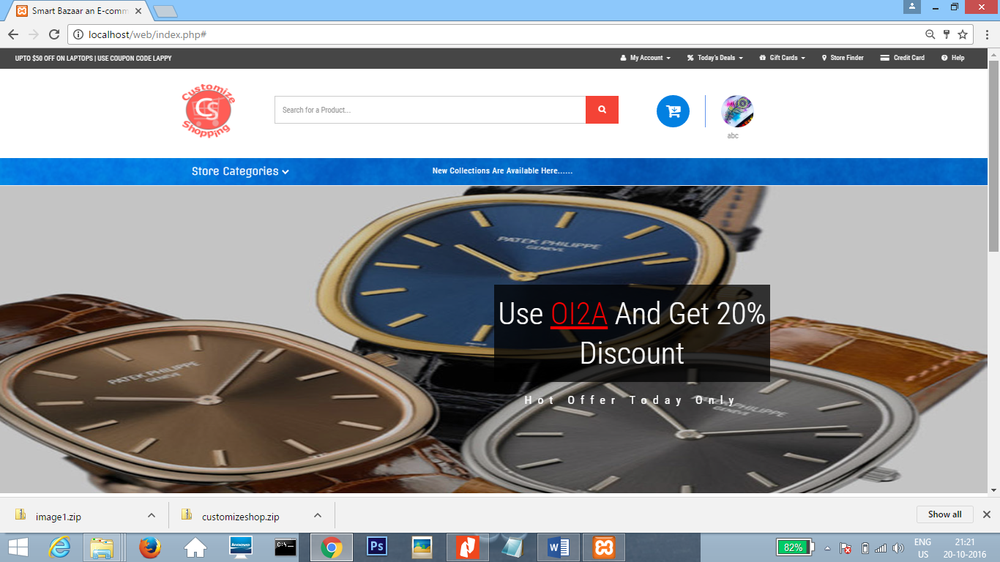 Smart Bazaar an E-comm
localhost/web/index.php#
UPTO $50 OFF ON LAPTOPS | USE COUPON CODE LAPPY
My Account
Today's Deals
Gift Cards
Store Finder
Credit Card
Help
Customize
CS
Shopping
Search for a Product...
abc
Store Categories
New Collections Are Available Here......
PATEK PHILIPPE
GENEVE
Use OI2A And Get 20%
Discount
Hot Offer Today Only
PATEK PHILIPPE
GENEVE
PHILIPPE
GENEVE
image1.zip
customizeshop.zip
Show all
lenovo
C:\_
Ps
W
82%
ENG
US
21:21
20-10-2016